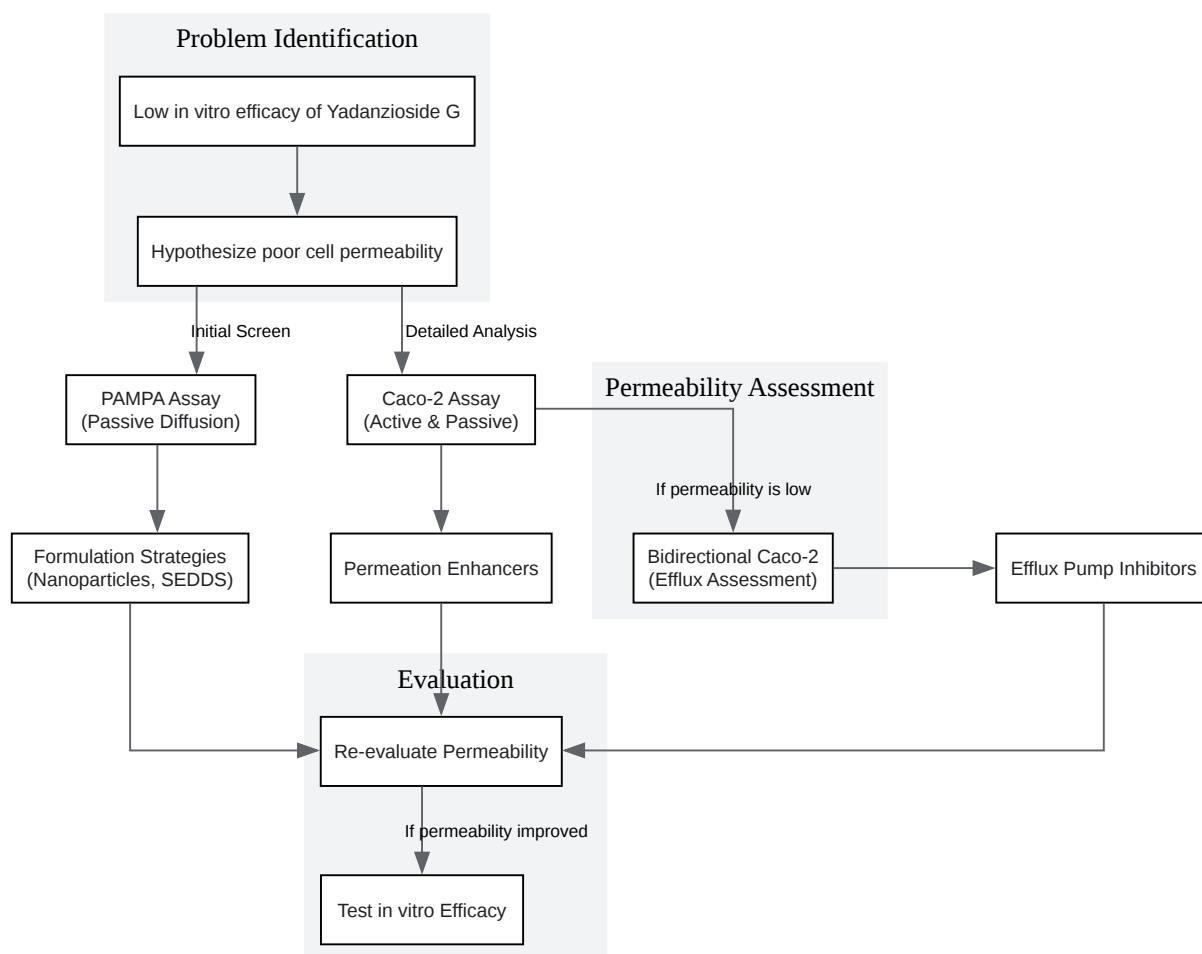 Problem Identification
Low in vitro efficacy of Yadanzioside G
Hypothesize poor cell permeability
Initial Screen
Detailed Analysis
PAMPA Assay
(Passive Diffusion)
Caco-2 Assay
(Active & Passive)
Permeability Assessment
If permeability is low
Formulation Strategies
(Nanoparticles, SEDDS)
Permeation Enhancers
Bidirectional Caco-2
(Efflux Assessment)
Efflux Pump Inhibitors
Evaluation
Re-evaluate Permeability
If permeability improved
Test in vitro Efficacy